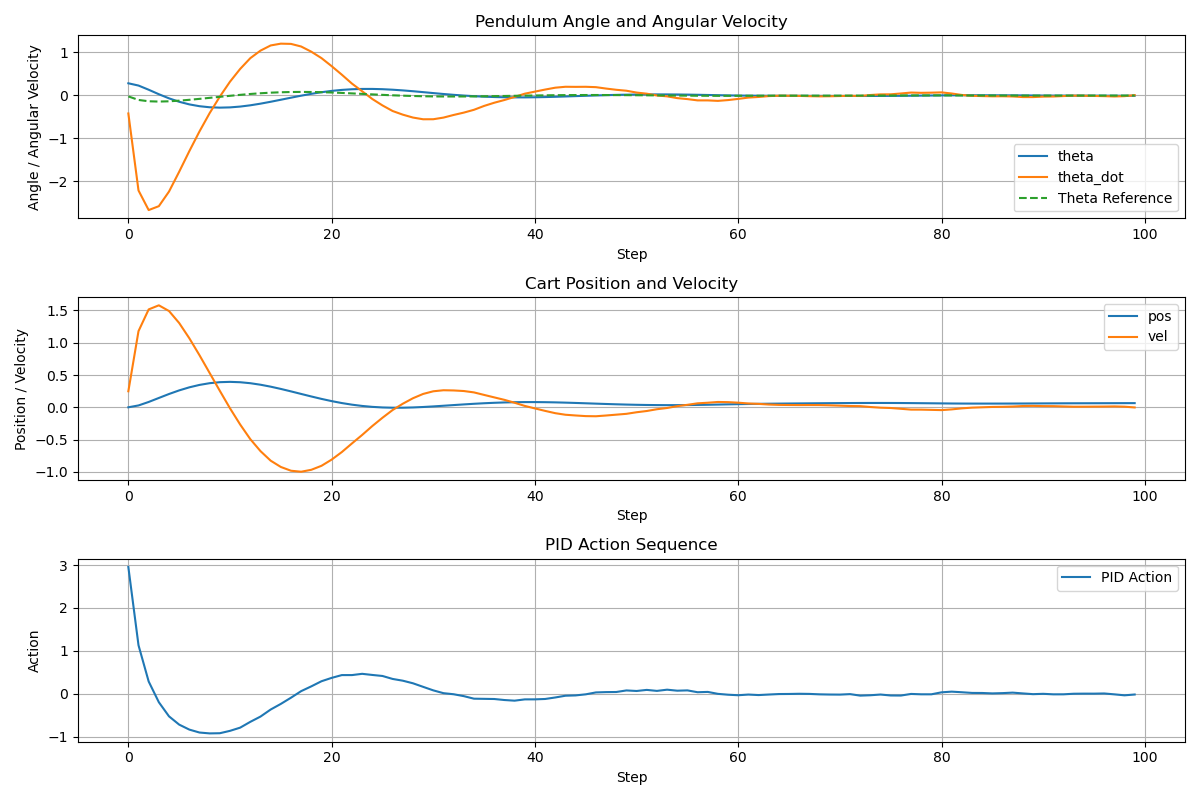 Pendulum Angle and Angular Velocity
Angle / Angular Velocity
1
0
−1
−2
theta
theta_dot
Theta Reference
0 20 40 60 80 100
Step
Cart Position and Velocity
Position / Velocity
1.5
1.0
0.5
0.0
−0.5
−1.0
pos
vel
0 20 40 60 80 100
Step
PID Action Sequence
Action
3
2
1
0
−1
PID Action
0 20 40 60 80 100
Step